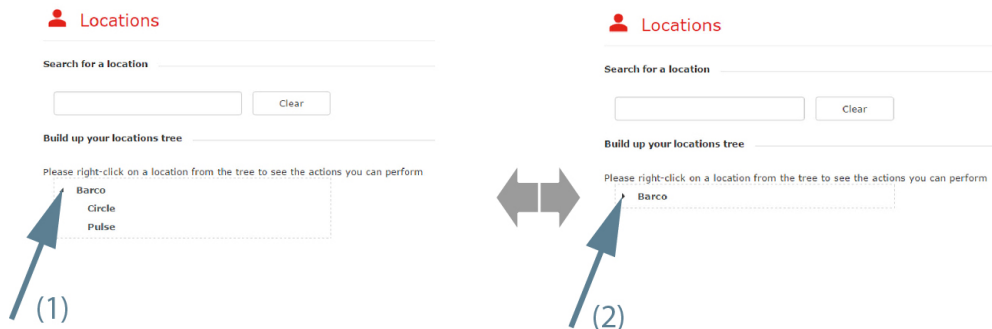 Locations
Search for a location
Clear
Build up your locations tree
Please right-click on a location from the tree to see the actions you can perform
Barco
Circle
Pulse
(1)
Locations
Search for a location
Clear
Build up your locations tree
Please right-click on a location from the tree to see the actions you can perform
Barco
(2)